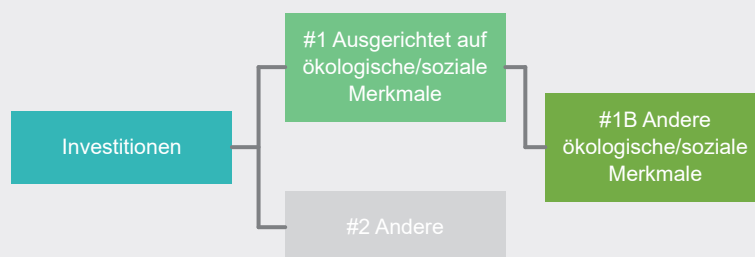 #1 Ausgerichtet auf
ökologische/soziale
Merkmale
Investitionen
#1B Andere
ökologische/soziale
Merkmale
#2 Andere